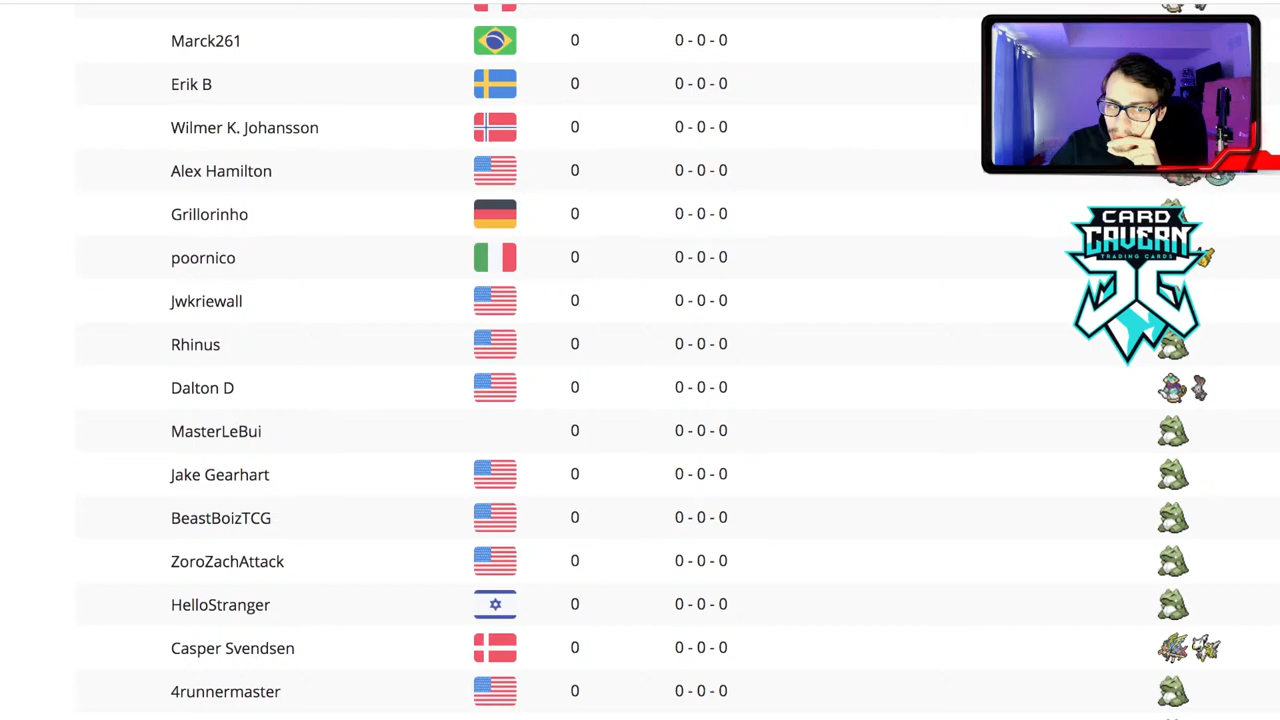 Marck261 0 0 - 0 - 0
Erik B 0 0 - 0 - 0
Wilmer K. Johansson 0 0 - 0 - 0
Alex Hamilton 0 0 - 0 - 0
Grillorinho 0 0 - 0 - 0
poornico 0 0 - 0 - 0
Jwkriewall 0 0 - 0 - 0
Rhinus 0 0 - 0 - 0
Dalton D 0 0 - 0 - 0
MasterLeBui 0 0 - 0 - 0
Jake Gearhart 0 0 - 0 - 0
BeastBoizTCG 0 0 - 0 - 0
ZoroZachAttack 0 0 - 0 - 0
HelloStranger 0 0 - 0 - 0
Casper Svendsen 0 0 - 0 - 0
4runnermaster 0 0 - 0 - 0
CARD
CAVERN
TRADING CARDS